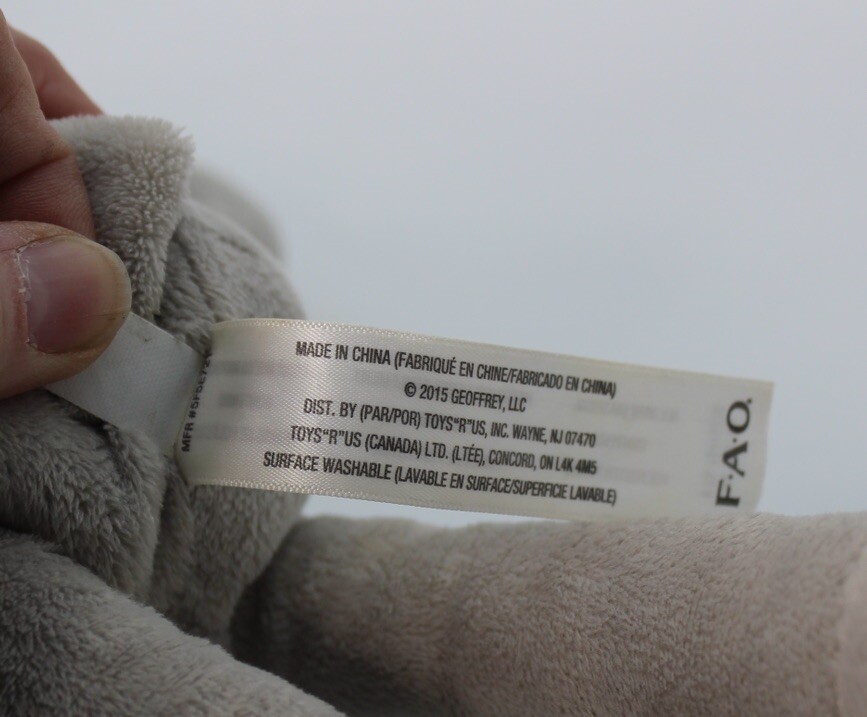 MADE IN CHINA (FABRIQUÉ EN CHINE/FABRICADO EN CHINA)
© 2015 GEOFFREY, LLC
DIST. BY (PAR/POR) TOYS"R"US, INC. WAYNE, NJ 07470
TOYS"R"US (CANADA) LTD. (LTÉE), CONCORD, ON L4K 4M5
SURFACE WASHABLE (LAVABLE EN SURFACE/SUPERFICIE LAVABLE)
F·A·O.
MFR